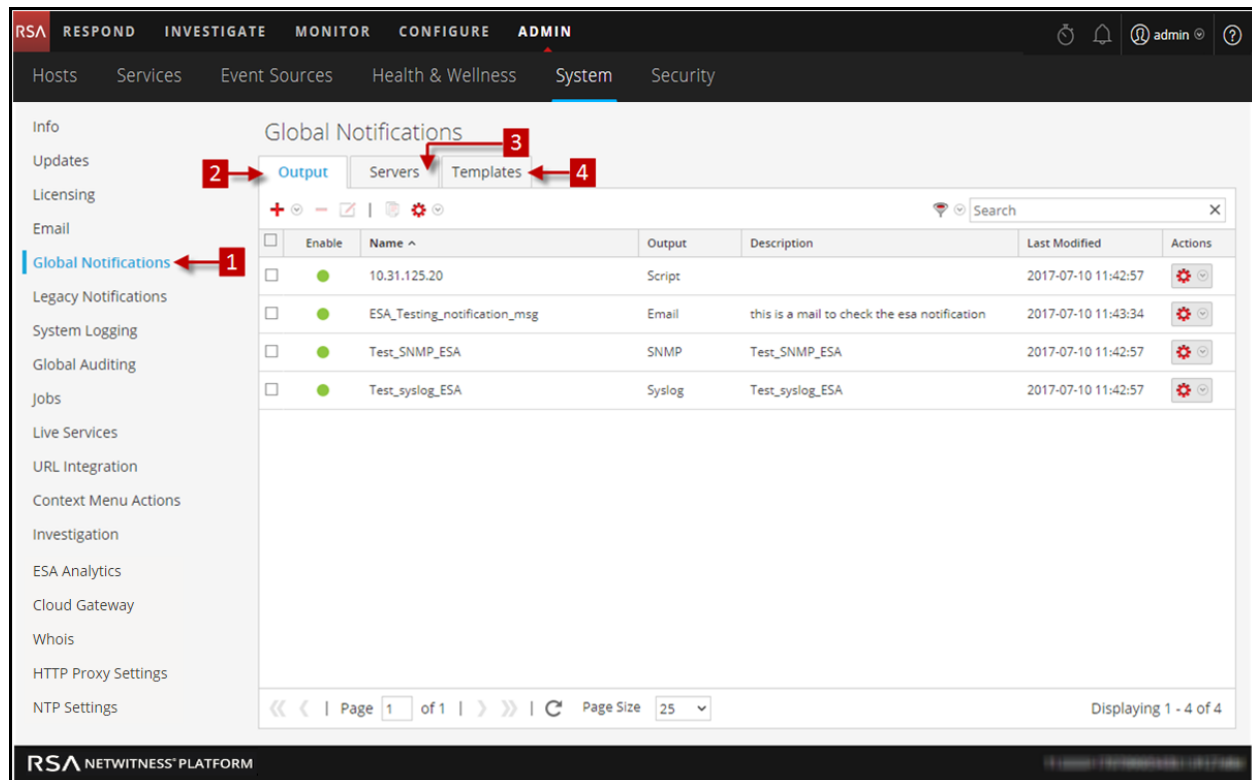 RSA RESPOND INVESTIGATE MONITOR CONFIGURE ADMIN admin ?
Hosts Services Event Sources Health & Wellness System Security
Info
Updates
Licensing
Email
Global Notifications 1
Legacy Notifications
System Logging
Global Auditing
Jobs
Live Services
URL Integration
Context Menu Actions
Investigation
ESA Analytics
Cloud Gateway
Whois
HTTP Proxy Settings
NTP Settings
Global Notifications
3
2 Output Servers Templates 4
Search X
Enable Name Output Description Last Modified Actions
10.31.125.20 Script 2017-07-10 11:42:57
ESA_Testing_notification_msg Email this is a mail to check the esa notification 2017-07-10 11:43:34
Test_SNMP_ESA SNMP Test_SNMP_ESA 2017-07-10 11:42:57
Test_syslog_ESA Syslog Test_syslog_ESA 2017-07-10 11:42:57
Page 1 of 1 Page Size 25 Displaying 1 - 4 of 4
RSA NETWITNESS® PLATFORM